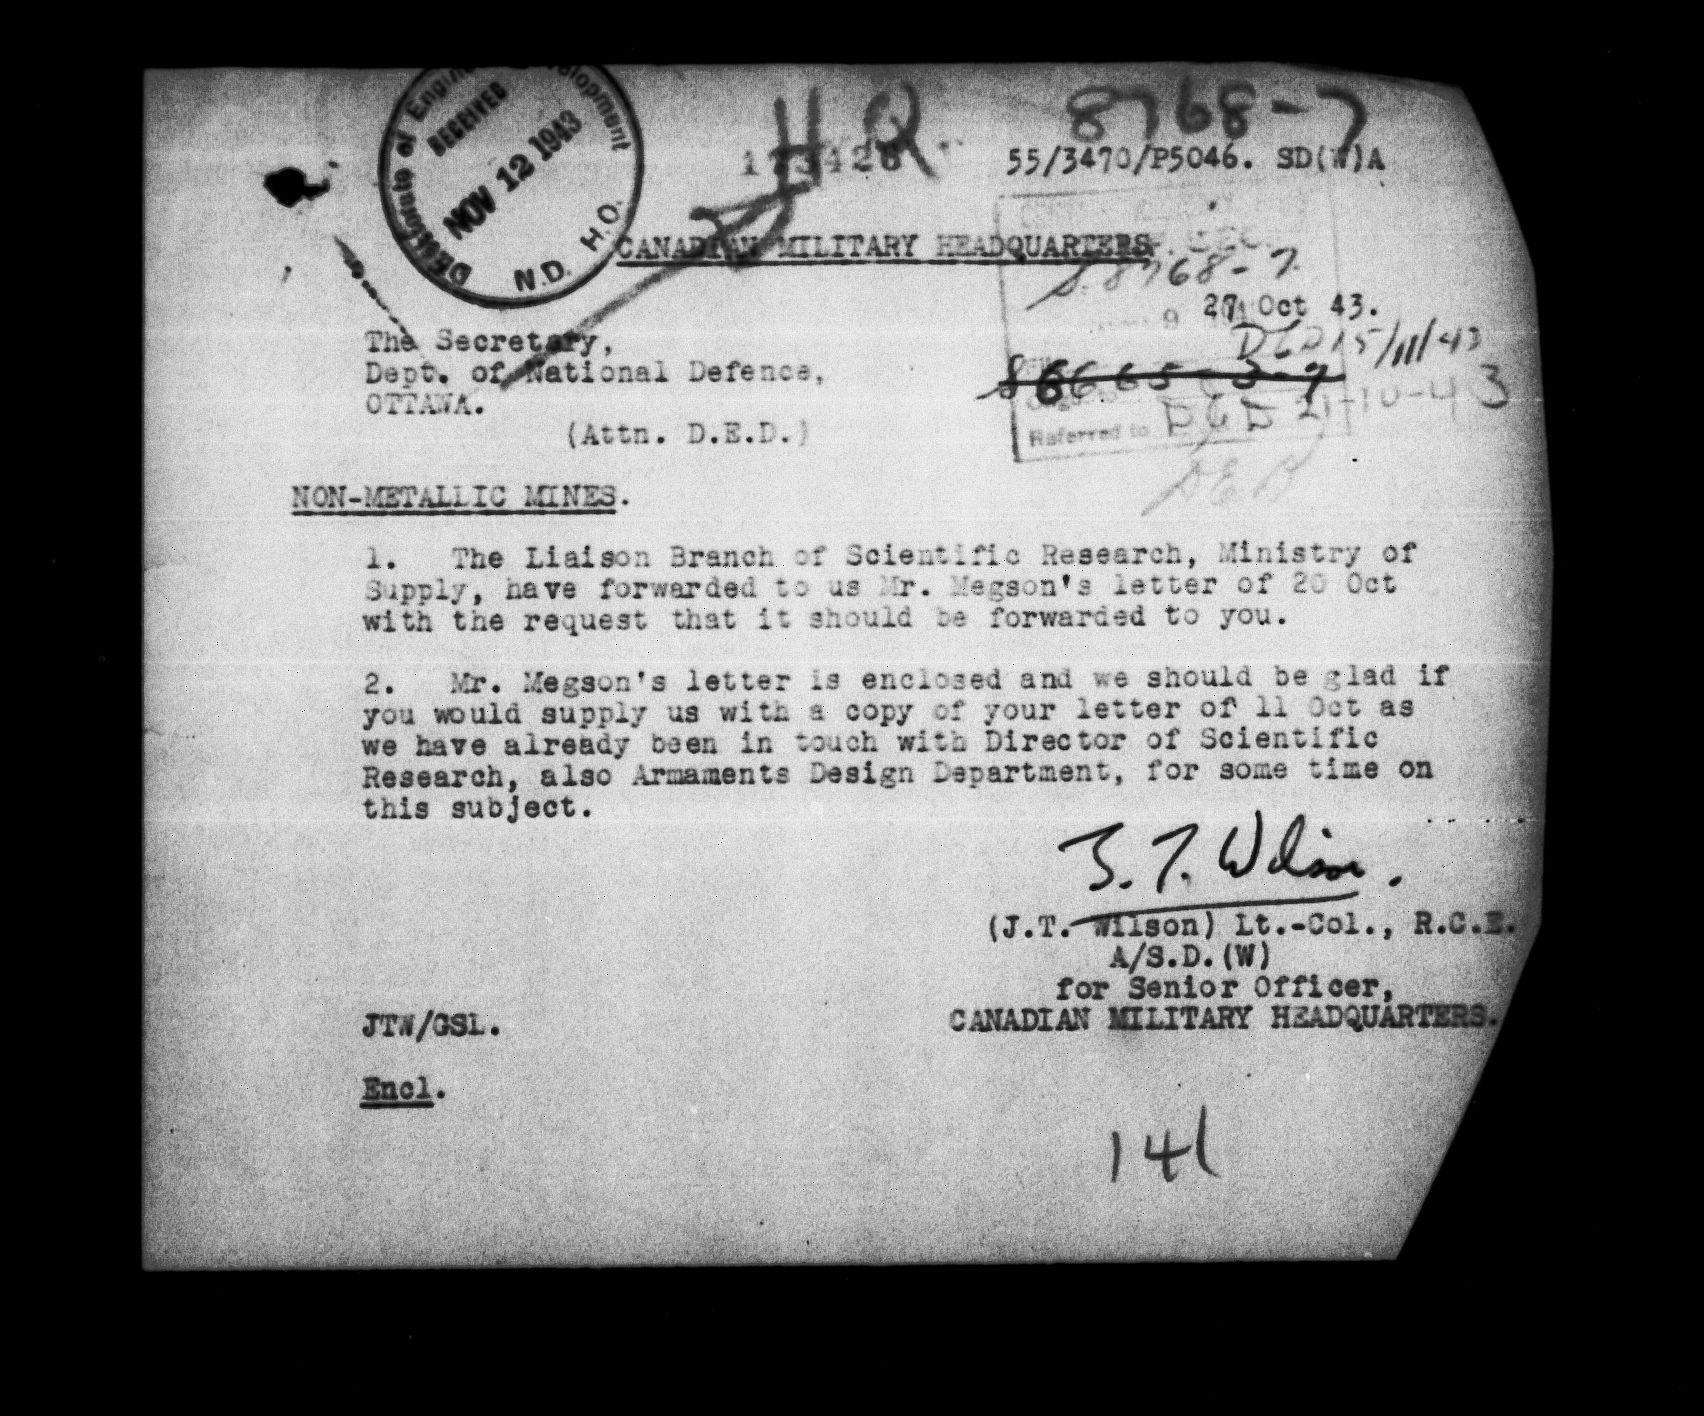 Directorate of Engin
elopment
RECEIVED
NOV 12 1943
N.D. H.O.
HQ
8768-7
55/3470/P5046. SD(W)A
CANADIAN MILITARY HEADQUARTERS
S. 8768-7
27 Oct 43.
15/11/43
The Secretary,
Dept. of National Defence,
OTTAWA.
Referred to
(Attn. D.E.D.)
NON-METALLIC MINES.
1. The Liaison Branch of Scientific Research, Ministry of
Supply, have forwarded to us Mr. Megson's letter of 20 Oct
with the request that it should be forwarded to you.
2. Mr. Megson's letter is enclosed and we should be glad if
you would supply us with a copy of your letter of 11 Oct as
we have already been in touch with Director of Scientific
Research, also Armaments Design Department, for some time on
this subject.
J. T. Wilson.
(J.T. Wilson) Lt.-Col., R.C.E.
A/S.D.(W)
for Senior Officer,
CANADIAN MILITARY HEADQUARTERS.
JTW/GSL.
Encl.
141